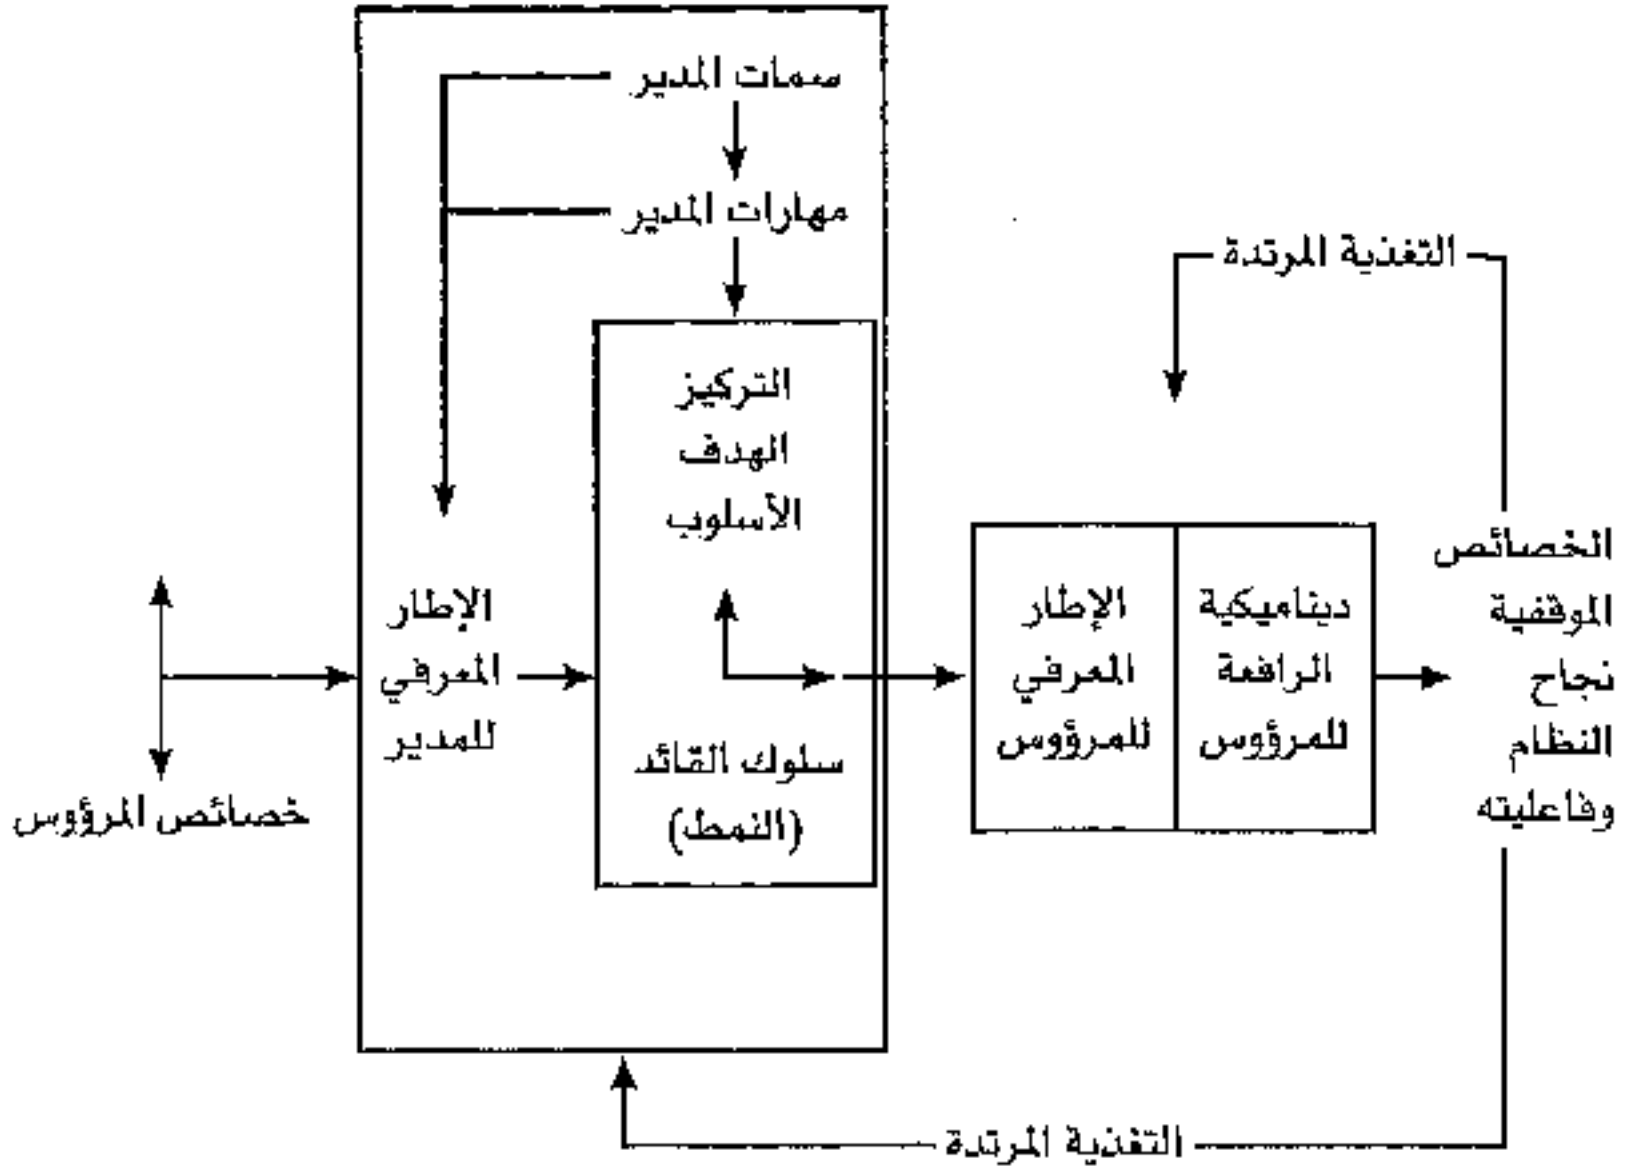 سمات المدير
مهارات المدير
التغذية المرتدة
التركيز
الهدف
الأسلوب
الإطار
المعرفي
للمدير
سلوك القائد
(النمط)
خصائص المرؤوس
الإطار
المعرفي
للمرؤوس
ديناميكية
الرافعة
للمرؤوس
الخصائص
الموقفية
نجاح
النظام
وفاعليته
التغذية المرتدة